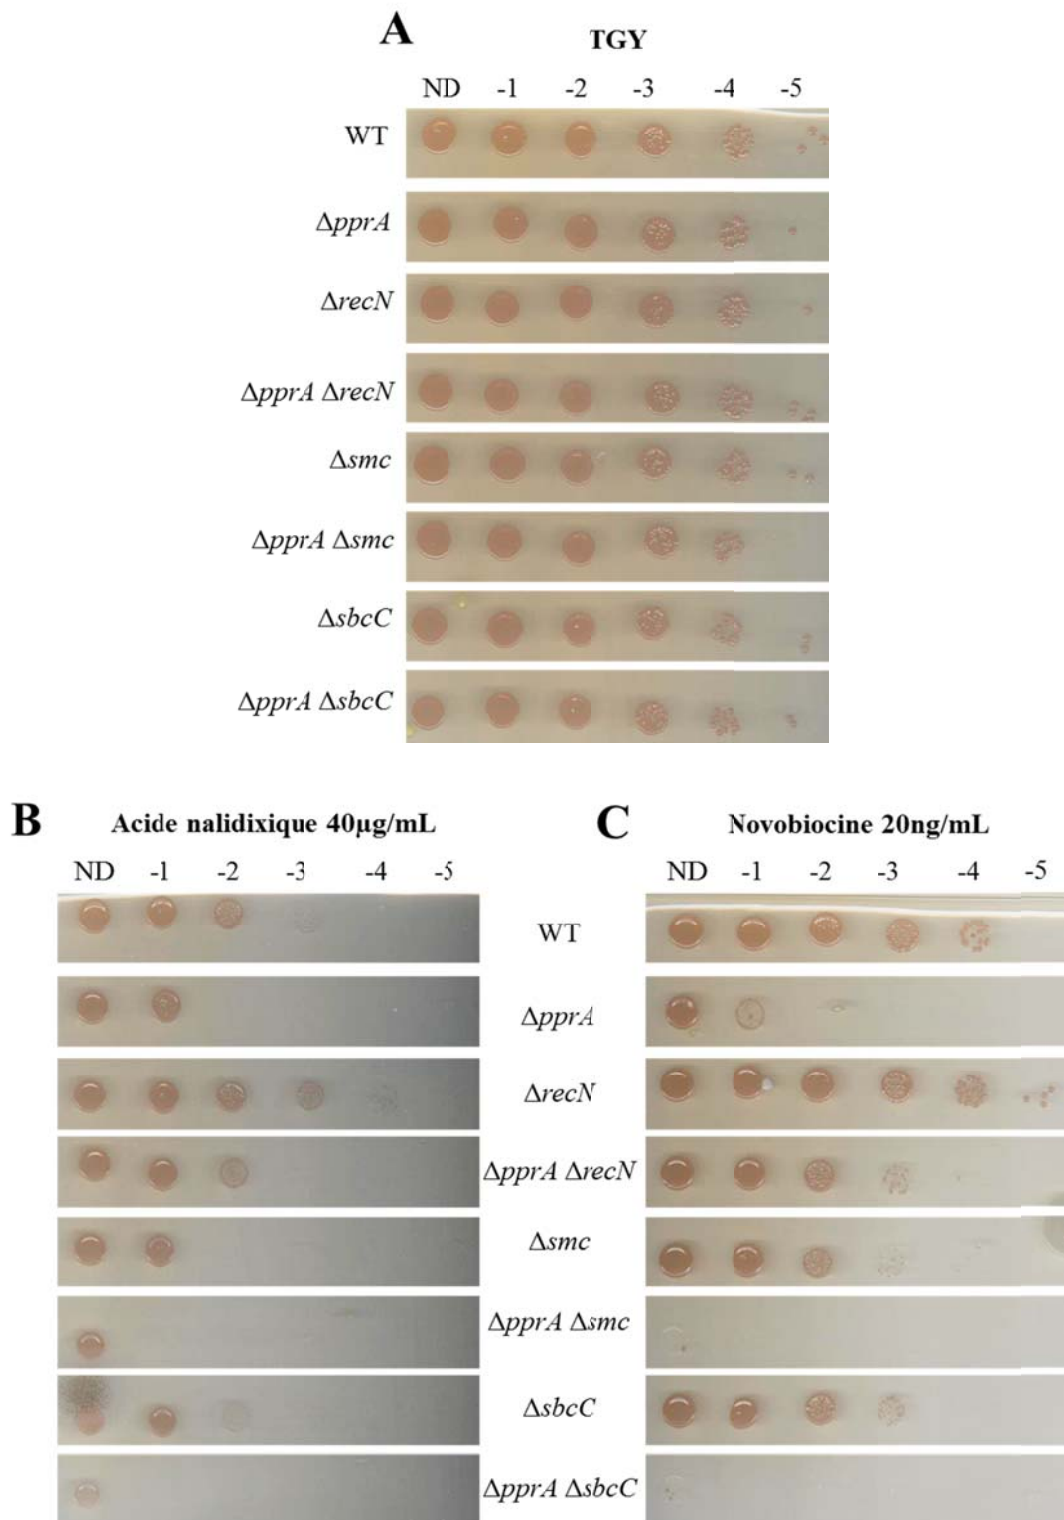 A TGY
ND -1 -2 -3 -4 -5
WT
ΔpprA
ΔrecN
ΔpprA ΔrecN
Δsmc
ΔpprA Δsmc
ΔsbcC
ΔpprA ΔsbcC
B Acide nalidixique 40µg/mL
ND -1 -2 -3 -4 -5
C Novobiocine 20ng/mL
ND -1 -2 -3 -4 -5
WT
ΔpprA
ΔrecN
ΔpprA ΔrecN
Δsmc
ΔpprA Δsmc
ΔsbcC
ΔpprA ΔsbcC